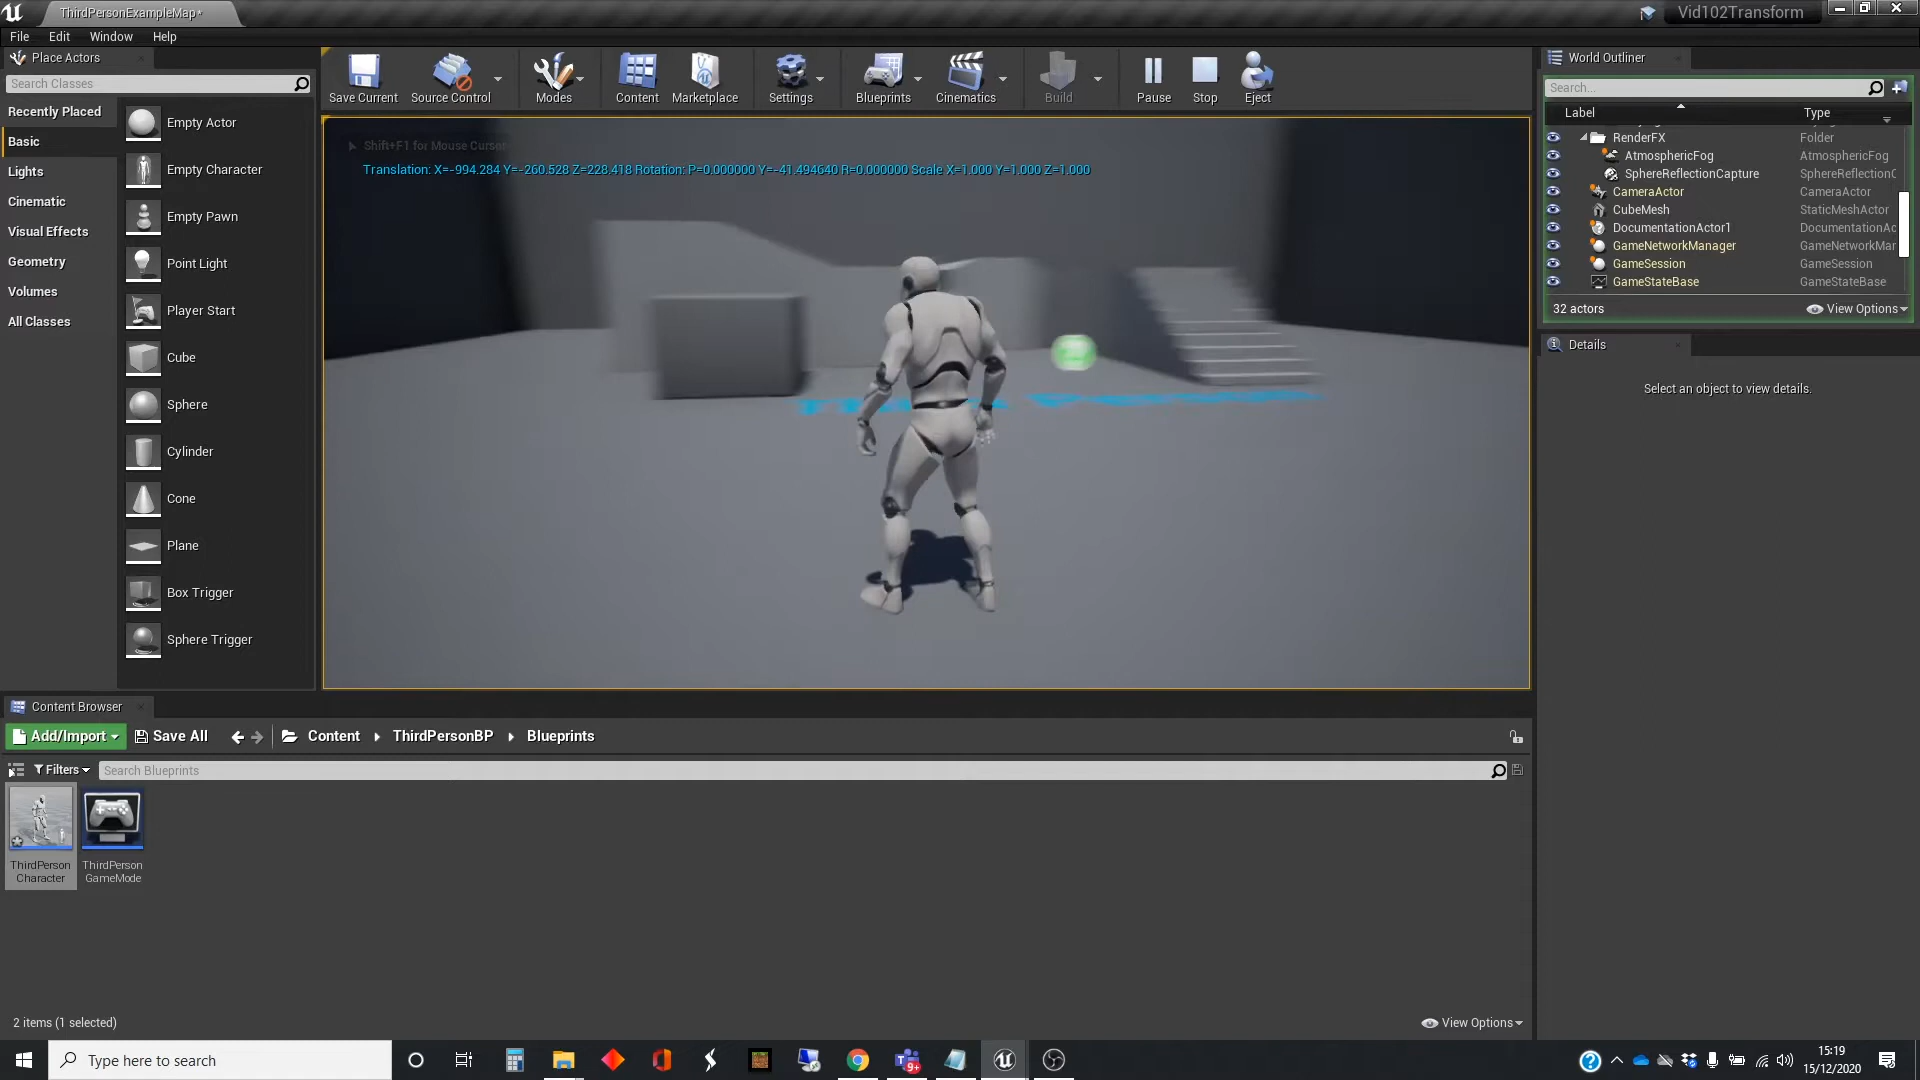 ThirdPersonExampleMap*
Vid102Transform
File Edit Window Help
Place Actors
Search Classes
Recently Placed
Basic
Lights
Cinematic
Visual Effects
Geometry
Volumes
All Classes
Empty Actor
Empty Character
Empty Pawn
Point Light
Player Start
Cube
Sphere
Cylinder
Cone
Plane
Box Trigger
Sphere Trigger
Save Current
Source Control
Modes
Content
Marketplace
Settings
Blueprints
Cinematics
Build
Pause
Stop
Eject
Shift+F1 for Mouse Cursor
Translation: X=-994.284 Y=-260.528 Z=228.418 Rotation: P=0.000000 Y=-41.494640 R=0.000000 Scale X=1.000 Y=1.000 Z=1.000
World Outliner
Search...
Label Type
RenderFX Folder
AtmosphericFog AtmosphericFog
SphereReflectionCapture SphereReflectionC
CameraActor CameraActor
CubeMesh StaticMeshActor
DocumentationActor1 DocumentationAc
GameNetworkManager GameNetworkMar
GameSession GameSession
GameStateBase GameStateBase
32 actors View Options
Details
Select an object to view details.
Content Browser
Add/Import Save All Content ThirdPersonBP Blueprints
Filters Search Blueprints
ThirdPerson
Character
ThirdPerson
GameMode
2 items (1 selected) View Options
Type here to search
9+
15:19
15/12/2020